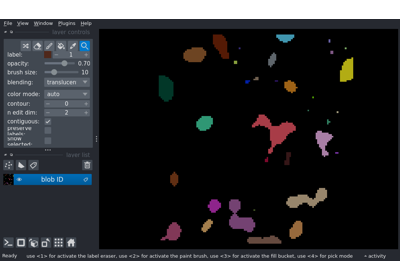 File View Window Plugins Help
layer controls
label: 1
opacity: 0.70
brush size: 10
blending: translucen
color mode: auto
contour: 0
n edit dim: 2
contiguous:
preserve
labels:
show
selected:
layer list
blob ID
Ready use <1> for activate the label eraser, use <2> for activate the paint brush, use <3> for activate the fill bucket, use <4> for pick mode activity